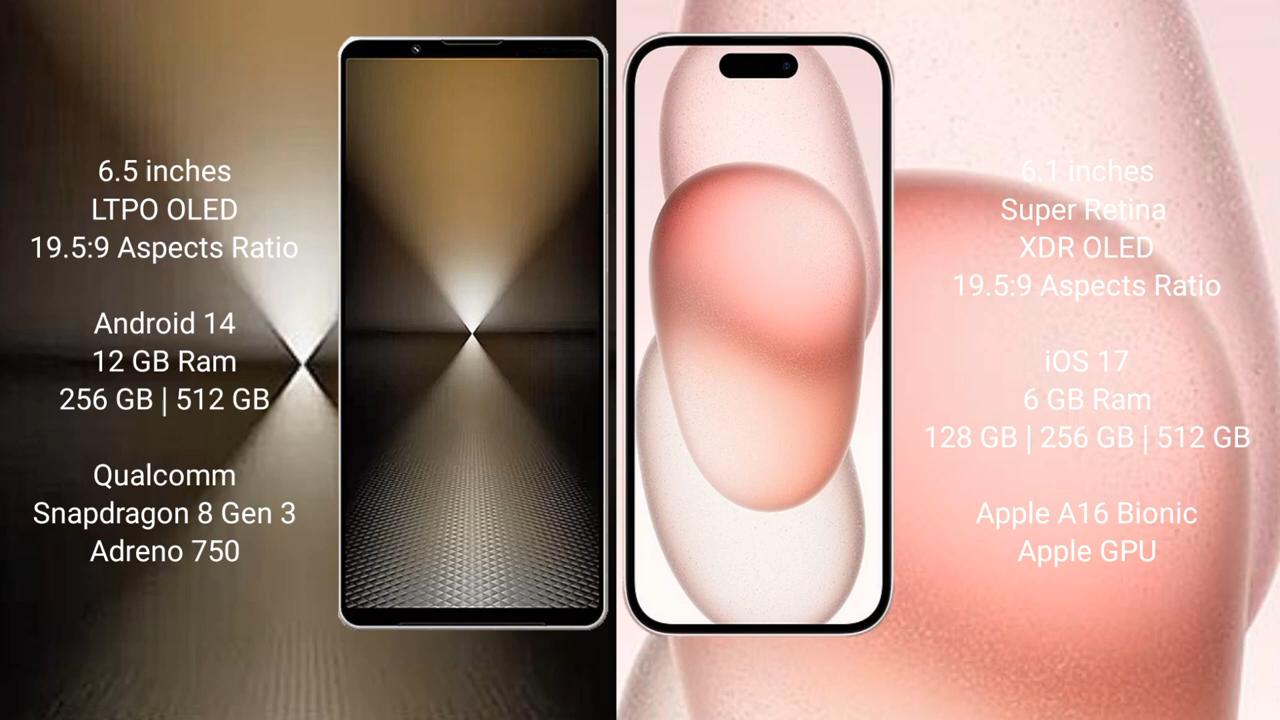 6.5 inches
LTPO OLED
19.5:9 Aspects Ratio
Android 14
12 GB Ram
256 GB | 512 GB
Qualcomm
Snapdragon 8 Gen 3
Adreno 750
6.1 inches
Super Retina
XDR OLED
19.5:9 Aspects Ratio
iOS 17
6 GB Ram
128 GB | 256 GB | 512 GB
Apple A16 Bionic
Apple GPU